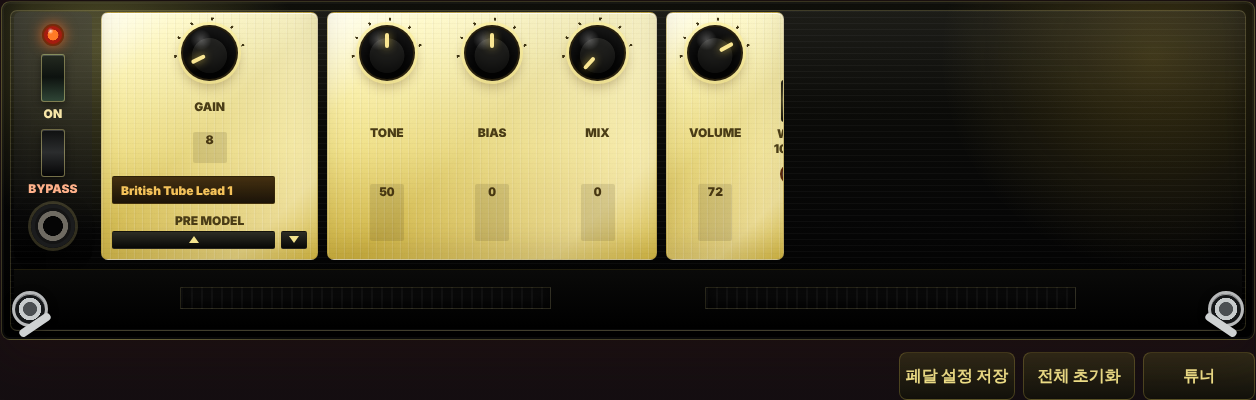 ON
BYPASS
GAIN
8
British Tube Lead 1
PRE MODEL
TONE
BIAS
MIX
50
0
0
VOLUME
72
페달 설정 저장
전체 초기화
튜너